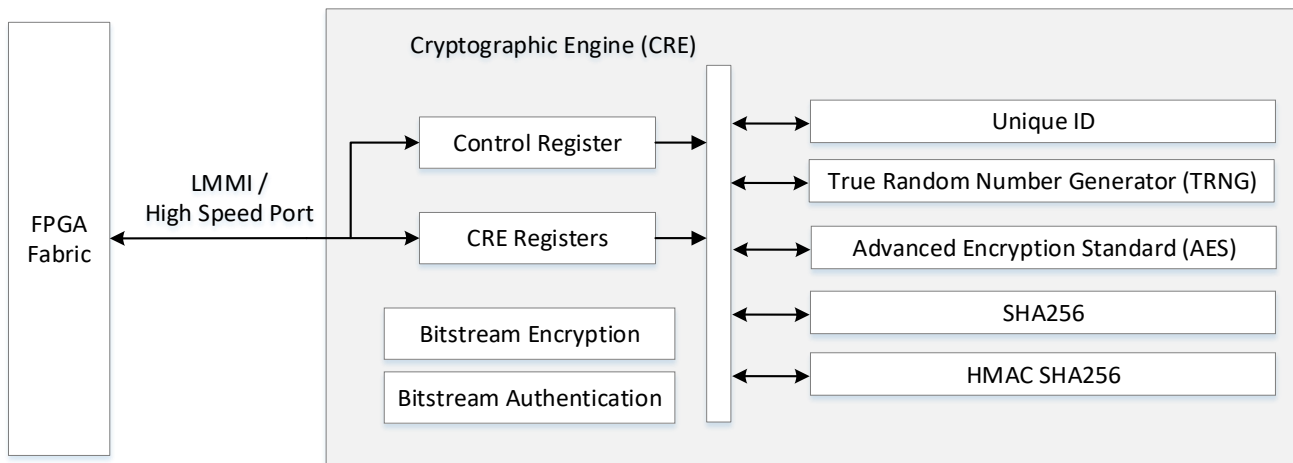 Cryptographic Engine (CRE)
FPGA
Fabric
LMMI /
High Speed Port
Control Register
CRE Registers
Bitstream Encryption
Bitstream Authentication
Unique ID
True Random Number Generator (TRNG)
Advanced Encryption Standard (AES)
SHA256
HMAC SHA256